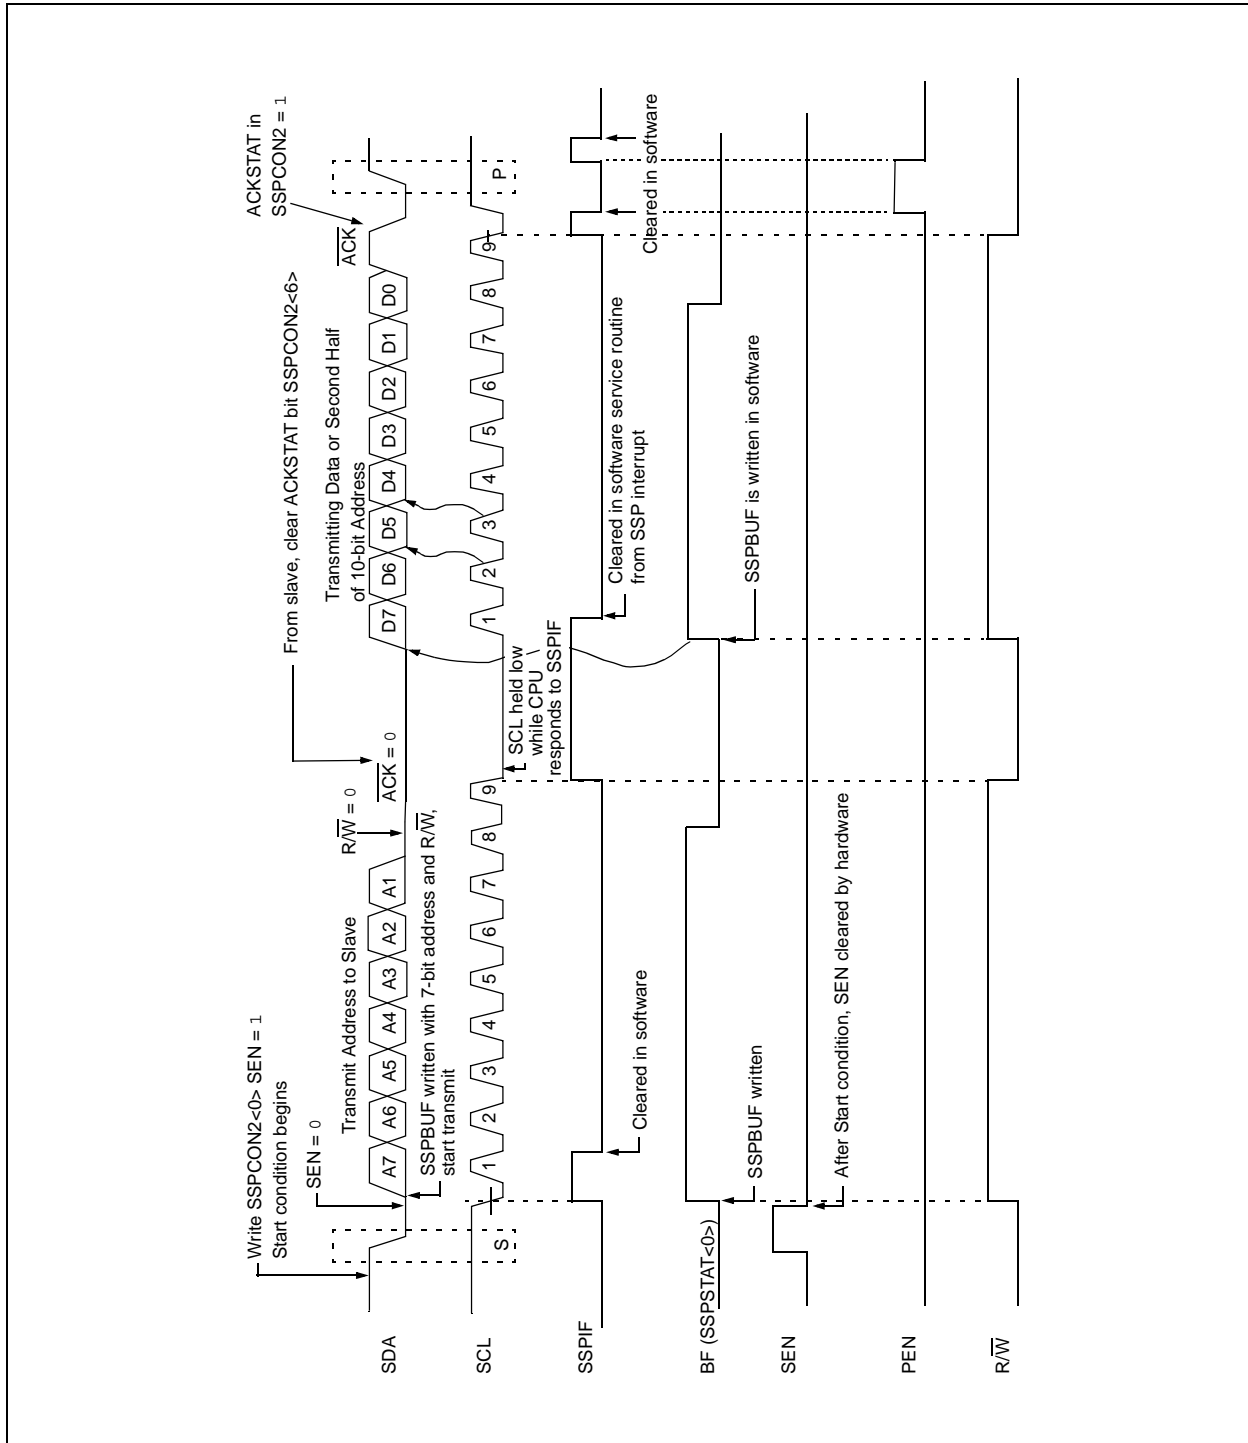 Write SSPCON2<0> SEN = 1
Start condition begins
SEN = 0
Transmit Address to Slave
R/W = 0
From slave, clear ACKSTAT bit SSPCON2<6>
ACK = 0
Transmitting Data or Second Half
of 10-bit Address
ACKSTAT in
SSPCON2 = 1
ACK
SDA
A7 A6 A5 A4 A3 A2 A1
D7 D6 D5 D4 D3 D2 D1 D0
SSPBUF written with 7-bit address and R/W,
start transmit
SCL
S
1 2 3 4 5 6 7 8 9
1 2 3 4 5 6 7 8 9
P
SCL held low
while CPU
responds to SSPIF
SSPIF
Cleared in software
Cleared in software service routine
from SSP interrupt
Cleared in software
BF (SSPSTAT<0>)
SSPBUF written
SSPBUF is written in software
SEN
After Start condition, SEN cleared by hardware
PEN
R/W